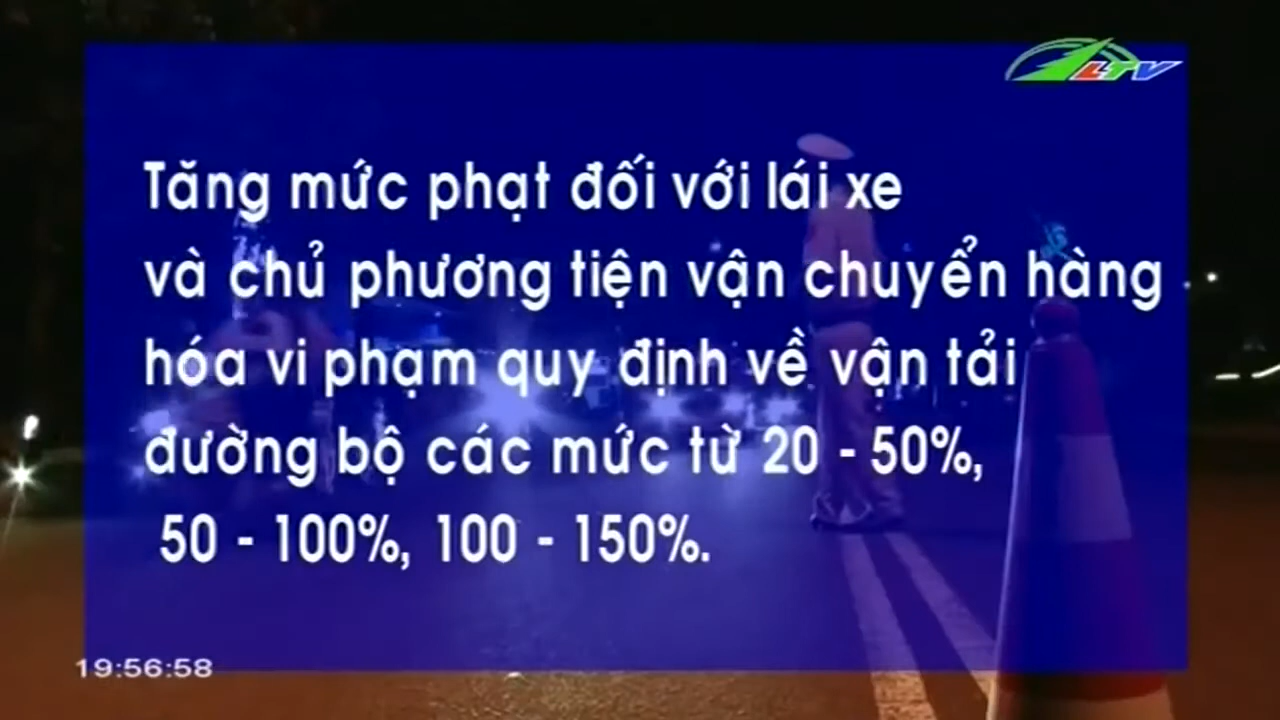 LTV
Tăng mức phạt đối với lái xe
và chủ phương tiện vận chuyển hàng
hóa vi phạm quy định về vận tải
đường bộ các mức từ 20 - 50%,
50 - 100%, 100 - 150%.
19:56:58